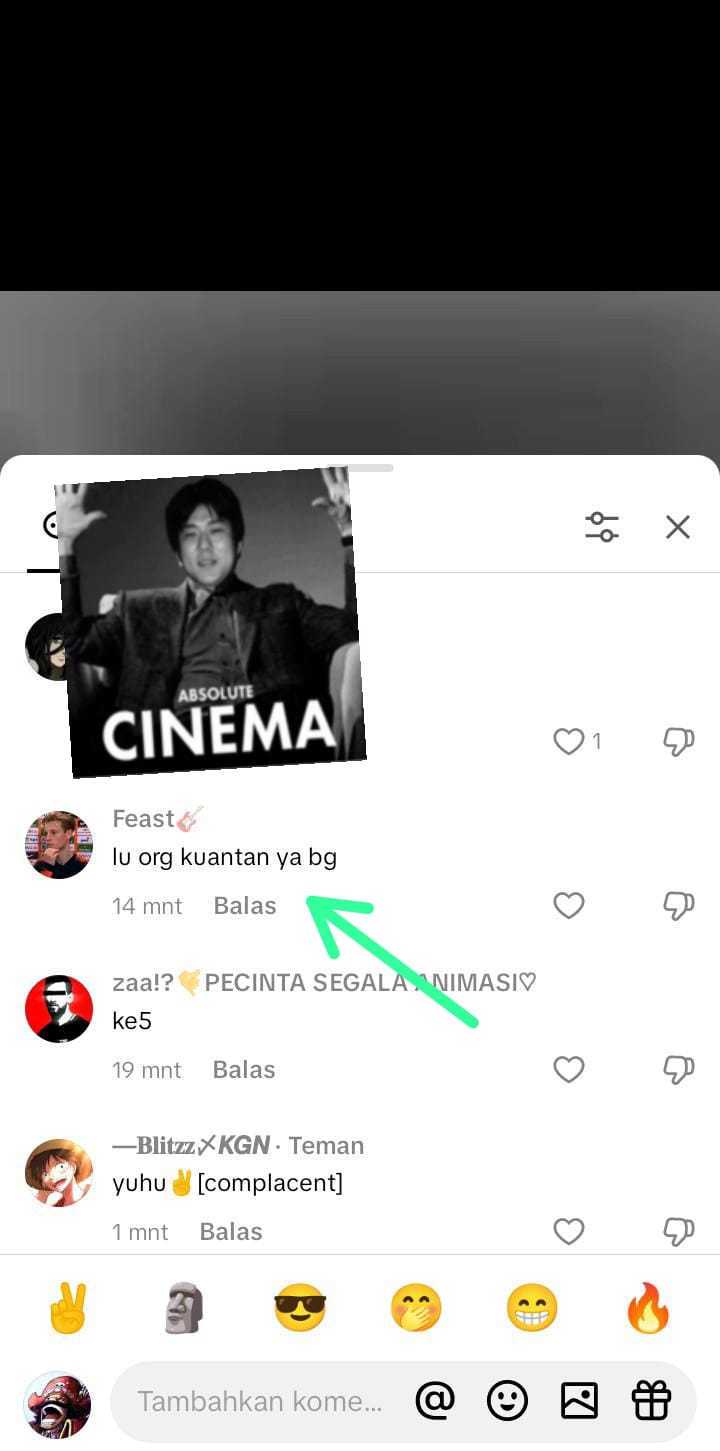 ABSOLUTE
CINEMA
1
Feast🎸
lu org kuantan ya bg
14 mnt Balas
zaa!?💘PECINTA SEGALA ANIMASI♡
ke5
19 mnt Balas
—𝐁𝐥𝐢𝐭𝐳𝐳〆𝙆𝙂𝙉 · Teman
yuhu✌️[complacent]
1 mnt Balas
Tambahkan kome...